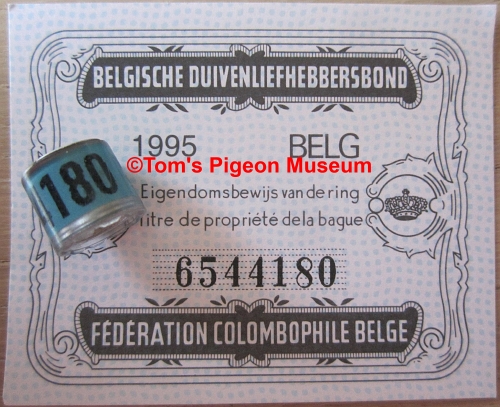 BELGISCHE DUIVENLIEFHEBBERSBOND
1995 BELG
©Tom's Pigeon Museum
180
Eigendomsbewijs van de ring
itre de propriété de la bague
6544180
FÉDÉRATION COLOMBOPHILE BELGE